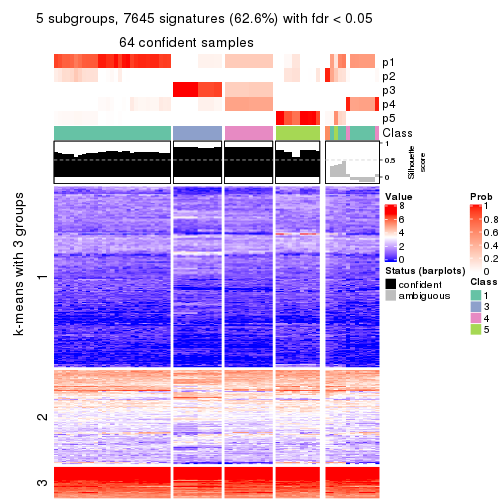 5 subgroups, 7645 signatures (62.6%) with fdr < 0.05
64 confident samples
p1
p2
p3
p4
p5
Class
1
0.5
0
Silhouette
score
k-means with 3 groups
1
2
3
Value
8
6
4
2
0
Status (barplots)
confident
ambiguous
Prob
1
0.8
0.6
0.4
0.2
0
Class
1
3
4
5